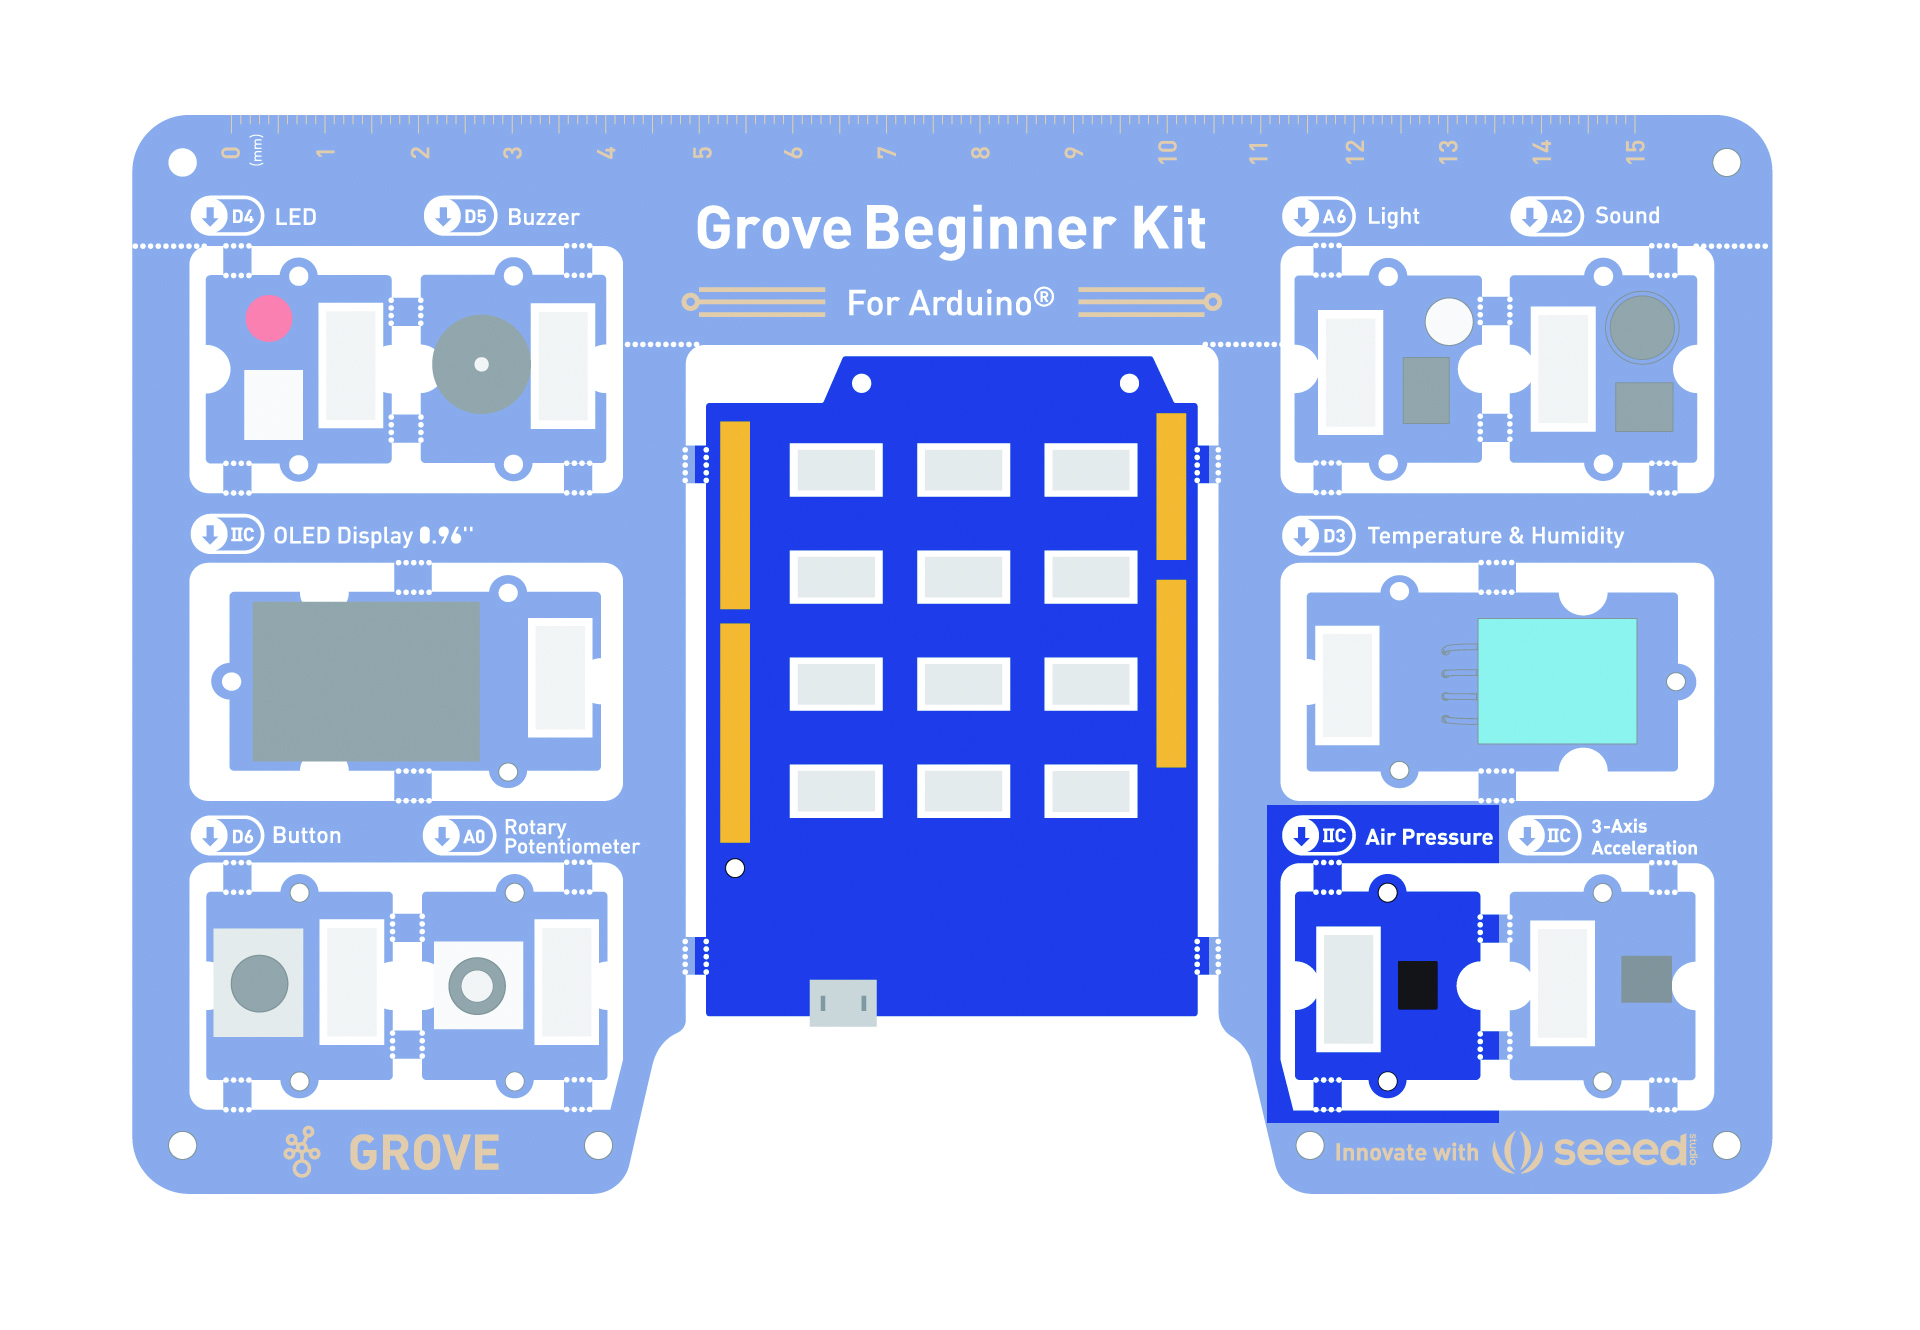 0 1 2 3 4 5 6 7 8 9 10 11 12 13 14 15
(mm)
D4 LED
D5 Buzzer
Grove Beginner Kit
For Arduino®
A6 Light
A2 Sound
IIC OLED Display 0.96''
D3 Temperature & Humidity
D6 Button
A0 Rotary
Potentiometer
IIC Air Pressure
IIC 3-Axis
Acceleration
GROVE
Innovate with seeed studio